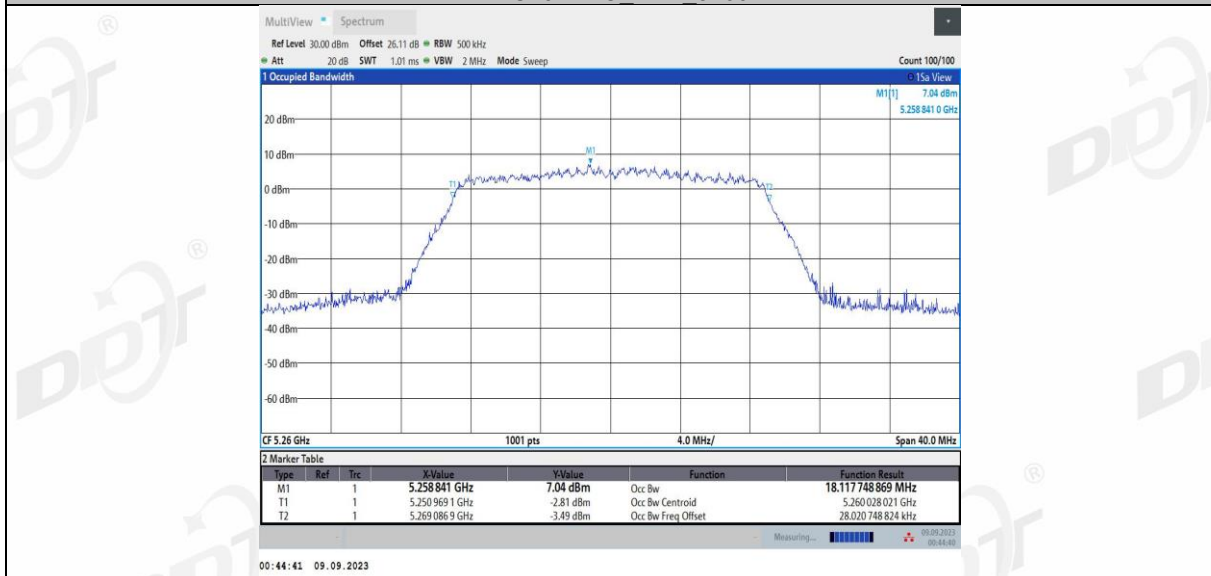 MultiView Spectrum
Ref Level 30.00 dBm Offset 26.11 dB RBW 500 kHz
Att 20 dB SWT 1.01 ms VBW 2 MHz Mode Sweep Count 100/100
1 Occupied Bandwidth 1Sa View
M1[1] 7.04 dBm
5.258 841 0 GHz
20 dBm
10 dBm
M1
0 dBm
T1
T2
-10 dBm
-20 dBm
-30 dBm
-40 dBm
-50 dBm
-60 dBm
CF 5.26 GHz 1001 pts 4.0 MHz/ Span 40.0 MHz
2 Marker Table
Type Ref Trc X-Value Y-Value Function Function Result
M1 1 5.258 841 GHz 7.04 dBm Occ Bw 18.117 748 869 MHz
T1 1 5.250 969 1 GHz -2.81 dBm Occ Bw Centroid 5.260 028 021 GHz
T2 1 5.269 086 9 GHz -3.49 dBm Occ Bw Freq Offset 28.020 748 824 kHz
Measuring... 09.09.2023
00:44:40
00:44:41 09.09.2023
DDT
®